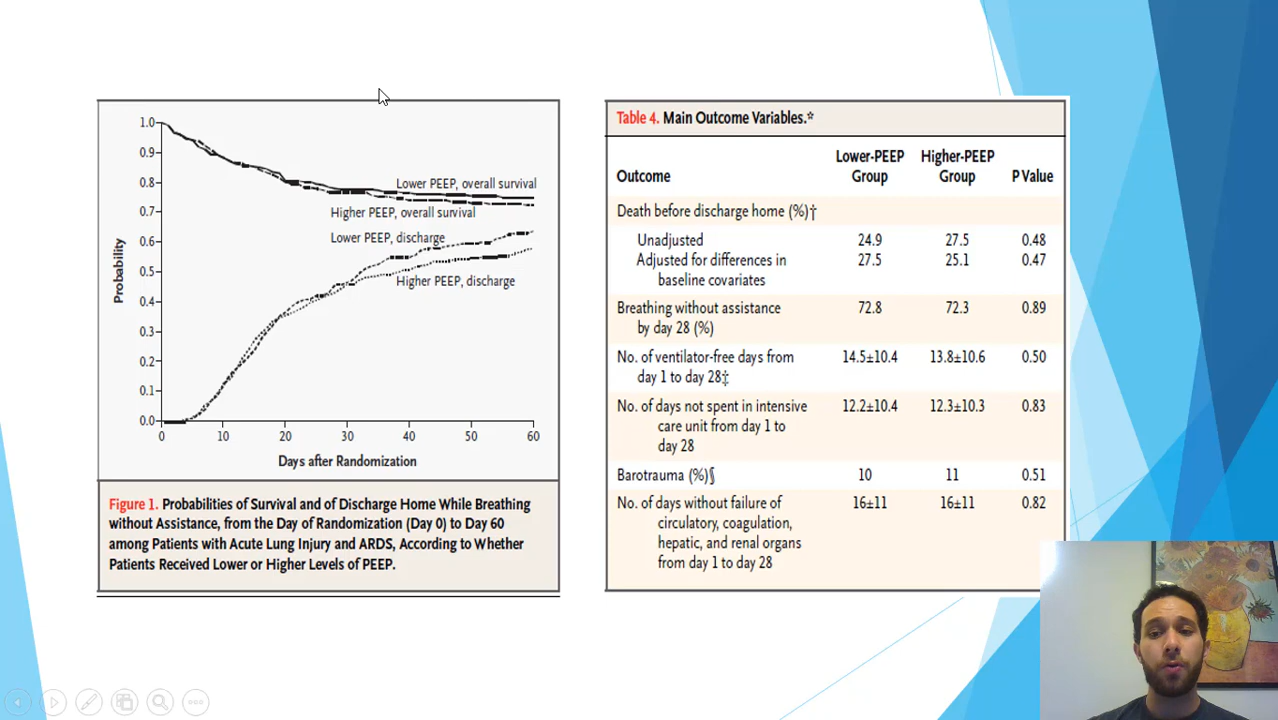 1.0
0.9
0.8
0.7
0.6
0.5
0.4
0.3
0.2
0.1
0.0
Probability
Lower PEEP, overall survival
Higher PEEP, overall survival
Lower PEEP, discharge
Higher PEEP, discharge
0 10 20 30 40 50 60
Days after Randomization
Figure 1. Probabilities of Survival and of Discharge Home While Breathing
without Assistance, from the Day of Randomization (Day 0) to Day 60
among Patients with Acute Lung Injury and ARDS, According to Whether
Patients Received Lower or Higher Levels of PEEP.
Table 4. Main Outcome Variables.*
Outcome Lower-PEEP Group Higher-PEEP Group P Value
Death before discharge home (%)†
Unadjusted 24.9 27.5 0.48
Adjusted for differences in 27.5 25.1 0.47
baseline covariates
Breathing without assistance 72.8 72.3 0.89
by day 28 (%)
No. of ventilator-free days from 14.5±10.4 13.8±10.6 0.50
day 1 to day 28‡
No. of days not spent in intensive 12.2±10.4 12.3±10.3 0.83
care unit from day 1 to
day 28
Barotrauma (%)§ 10 11 0.51
No. of days without failure of 16±11 16±11 0.82
circulatory, coagulation,
hepatic, and renal organs
from day 1 to day 28